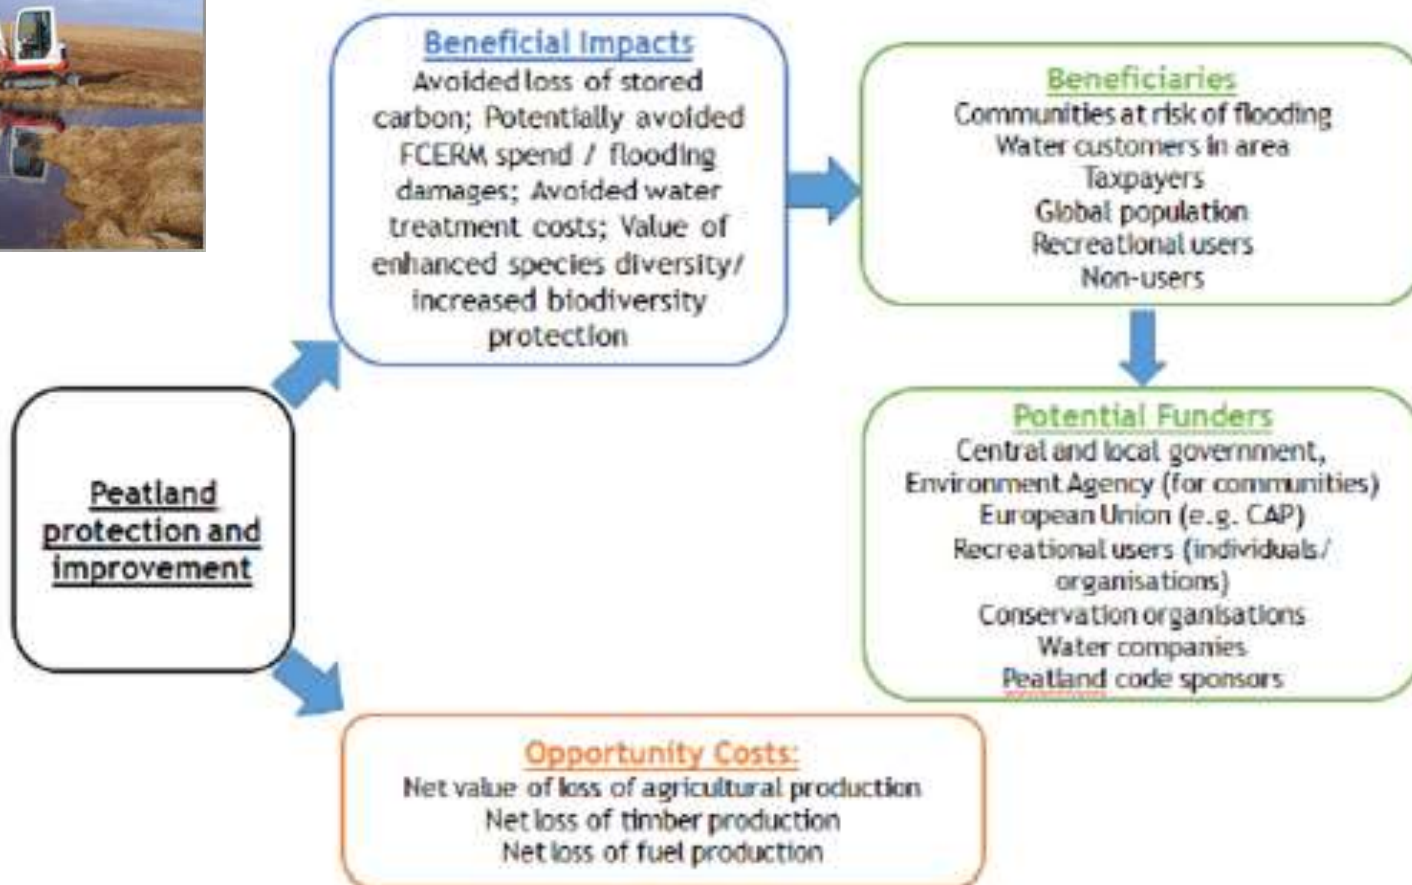 Beneficial Impacts
Avoided loss of stored
carbon; Potentially avoided
FCERM spend / flooding
damages; Avoided water
treatment costs; Value of
enhanced species diversity/
increased biodiversity
protection
Beneficiaries
Communities at risk of flooding
Water customers in area
Taxpayers
Global population
Recreational users
Non-users
Potential Funders
Central and local government,
Environment Agency (for communities)
European Union (e.g. CAP)
Recreational users (individuals/
organisations)
Conservation organisations
Water companies
Peatland code sponsors
Peatland
protection and
improvement
Opportunity Costs:
Net value of loss of agricultural production
Net loss of timber production
Net loss of fuel production